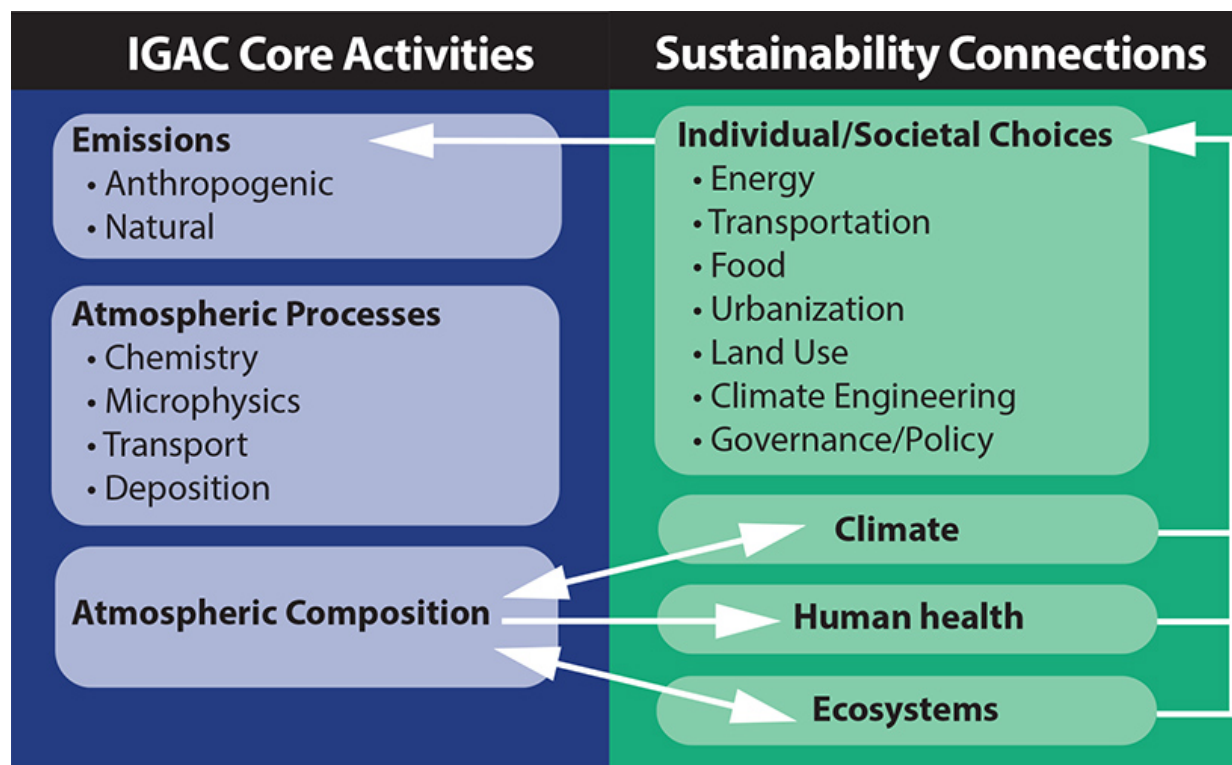 IGAC Core Activities
Emissions
• Anthropogenic
• Natural
Atmospheric Processes
• Chemistry
• Microphysics
• Transport
• Deposition
Atmospheric Composition
Sustainability Connections
Individual/Societal Choices
• Energy
• Transportation
• Food
• Urbanization
• Land Use
• Climate Engineering
• Governance/Policy
Climate
Human health
Ecosystems